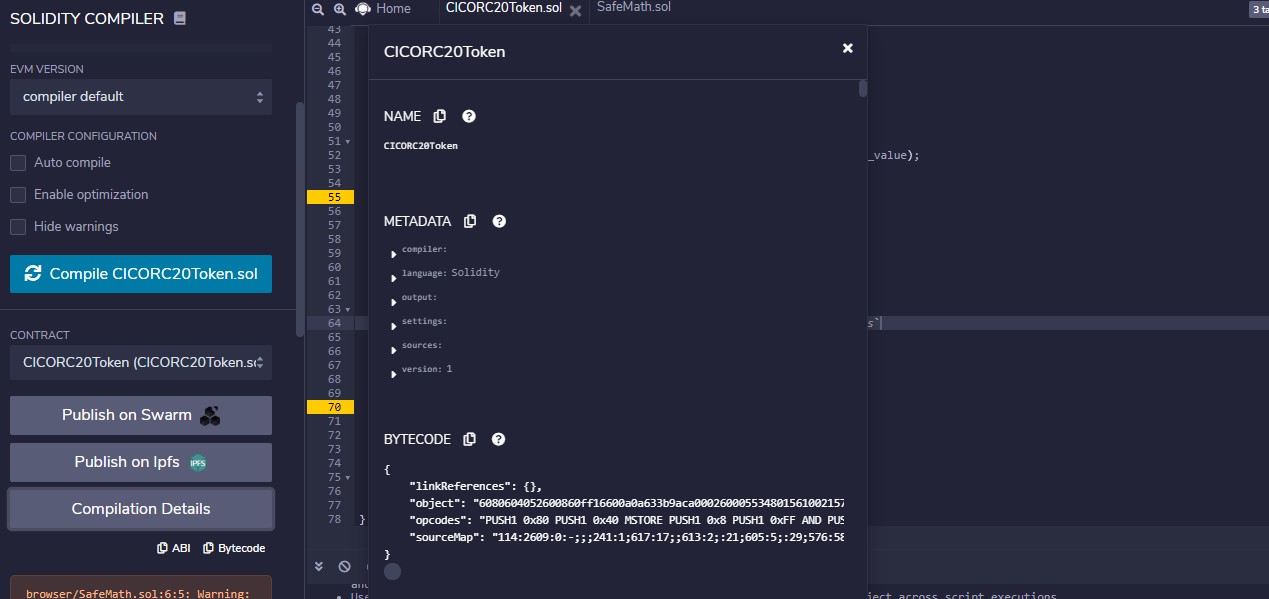 SOLIDITY COMPILER
EVM VERSION
compiler default
COMPILER CONFIGURATION
Auto compile
Enable optimization
Hide warnings
Compile CICORC20Token.sol
CONTRACT
CICORC20Token (CICORC20Token.so
Publish on Swarm
Publish on Ipfs IPFS
Compilation Details
ABI Bytecode
browser/SafeMath.sol:6:5: Warning:
Home CICORC20Token.sol SafeMath.sol
43
44
45
46
47
48
49
50
51
52 _value);
53
54
55
56
57
58
59
60
61
62
63
64 s`
65
66
67
68
69
70
71
72
73
74
75
76
77
78 }
CICORC20Token
NAME
CICORC20Token
METADATA
compiler:
language: Solidity
output:
settings:
sources:
version: 1
BYTECODE
{
"linkReferences": {},
"object": "6080604052600860ff16600a0a633b9aca000260005534801561002157
"opcodes": "PUSH1 0x80 PUSH1 0x40 MSTORE PUSH1 0x8 PUSH1 0xFF AND PUS
"sourceMap": "114:2609:0:-;;;241:1;617:17;;613:2;:21;605:5;:29;576:58
}
ject across script executions
3 ta